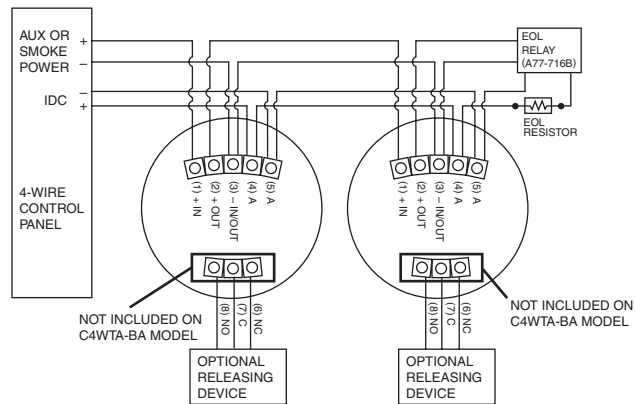 AUX OR
SMOKE
POWER
+
−
IDC
−
+
4-WIRE
CONTROL
PANEL
EOL
RELAY
(A77-716B)
EOL
RESISTOR
(1) + IN
(2) + OUT
(3) − IN/OUT
(4) A
(5) A
(1) + IN
(2) + OUT
(3) − IN/OUT
(4) A
(5) A
NOT INCLUDED ON
C4WTA-BA MODEL
(8) NO
(7) C
(6) NC
OPTIONAL
RELEASING
DEVICE
(8) NO
(7) C
(6) NC
OPTIONAL
RELEASING
DEVICE
NOT INCLUDED ON
C4WTA-BA MODEL